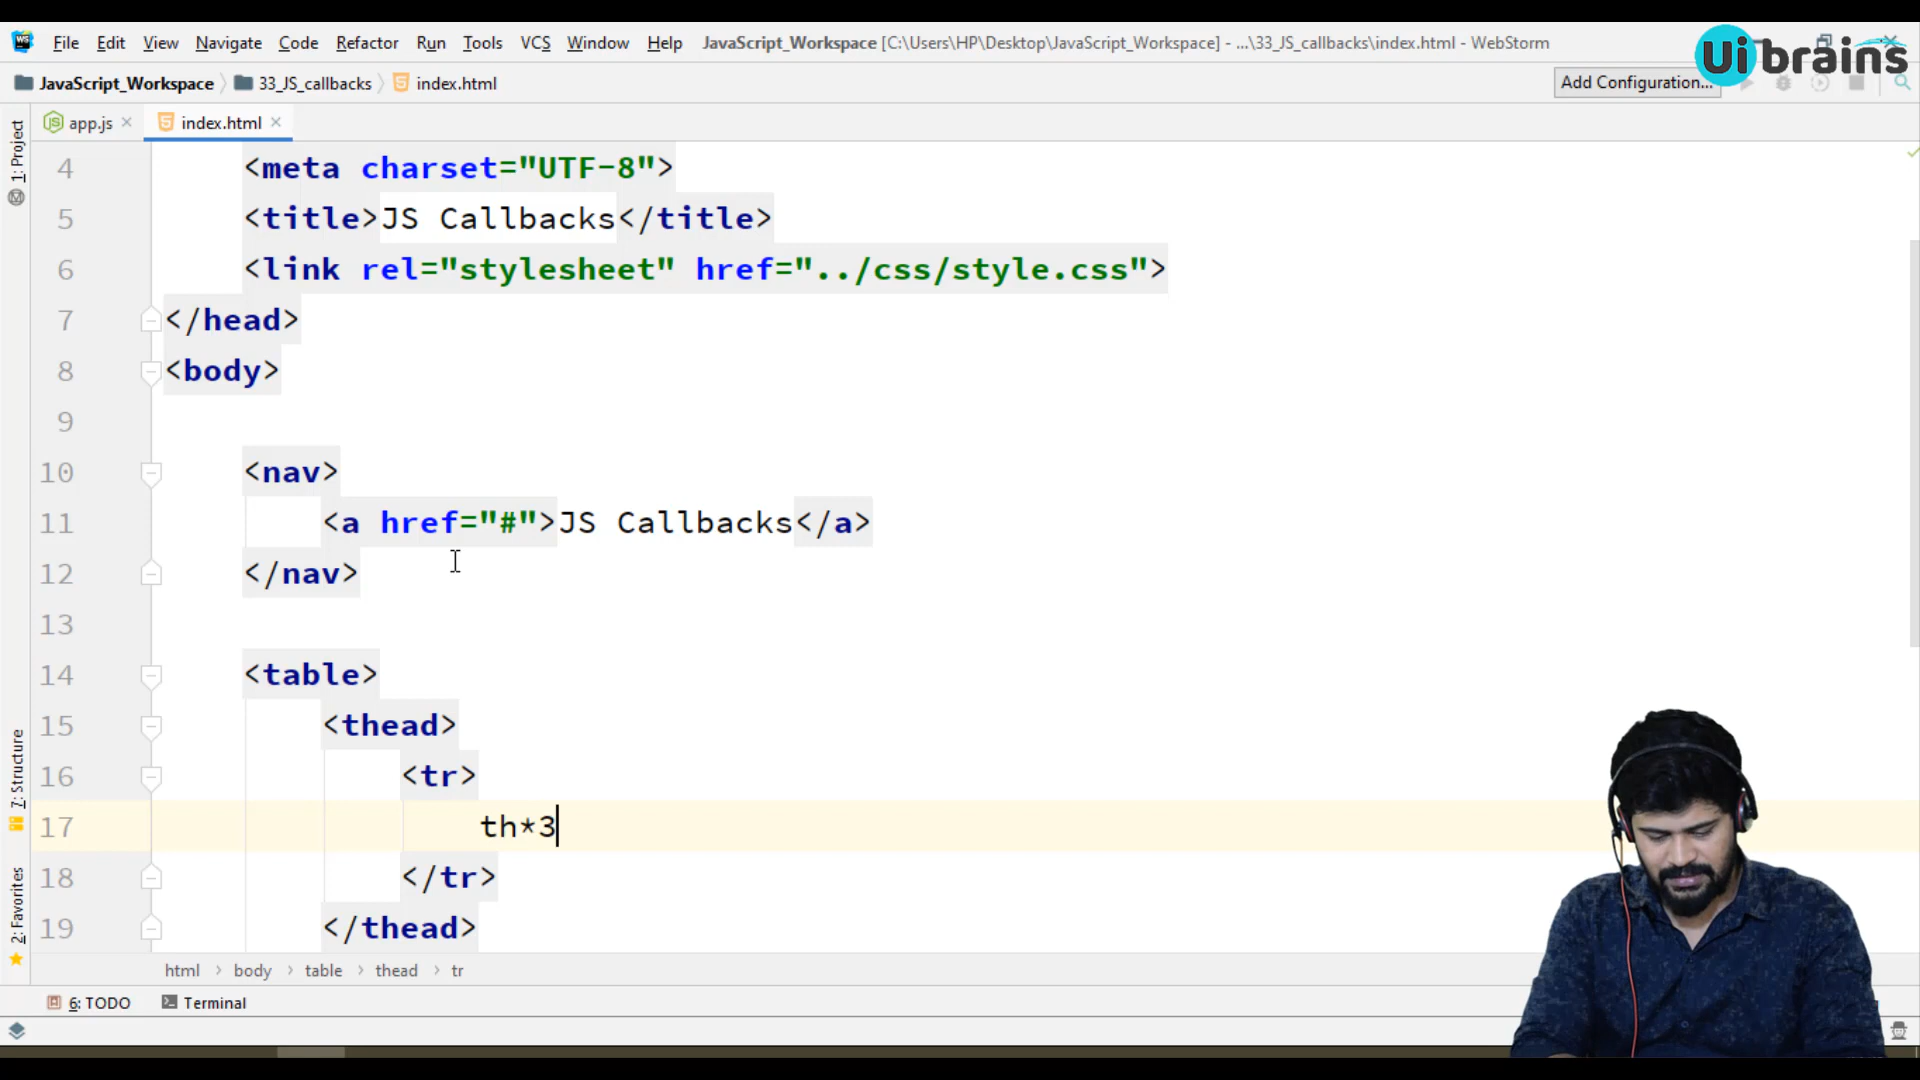 File Edit View Navigate Code Refactor Run Tools VCS Window Help JavaScript_Workspace [C:\Users\HP\Desktop\JavaScript_Workspace] - ...\33_JS_callbacks\index.html - WebStorm
Ui brains
JavaScript_Workspace 33_JS_callbacks index.html Add Configuration...
app.js index.html
1: Project
7: Structure
2: Favorites
4 <meta charset="UTF-8">
5 <title>JS Callbacks</title>
6 <link rel="stylesheet" href="../css/style.css">
7 </head>
8 <body>
9
10 <nav>
11 <a href="#">JS Callbacks</a>
12 </nav>
13
14 <table>
15 <thead>
16 <tr>
17 th*3
18 </tr>
19 </thead>
html › body › table › thead › tr
6: TODO Terminal